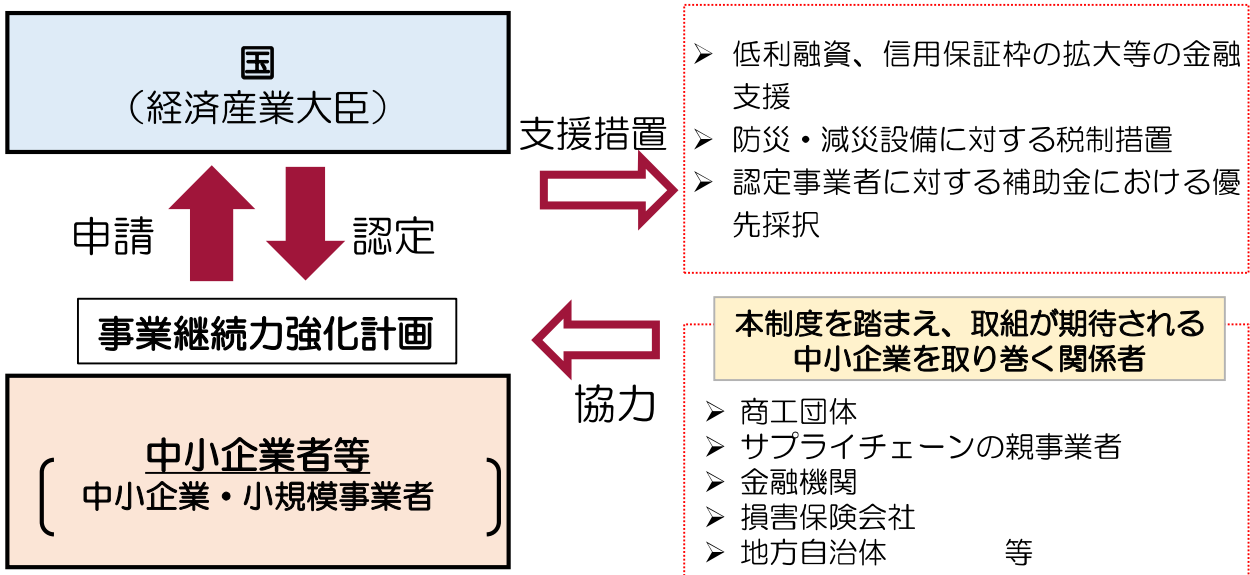 国
（経済産業大臣）
申請
認定
事業継続力強化計画
中小企業者等
中小企業・小規模事業者
支援措置
➢ 低利融資、信用保証枠の拡大等の金融
支援
➢ 防災・減災設備に対する税制措置
➢ 認定事業者に対する補助金における優
先採択
協力
本制度を踏まえ、取組が期待される
中小企業を取り巻く関係者
➢ 商工団体
➢ サプライチェーンの親事業者
➢ 金融機関
➢ 損害保険会社
➢ 地方自治体　　　等